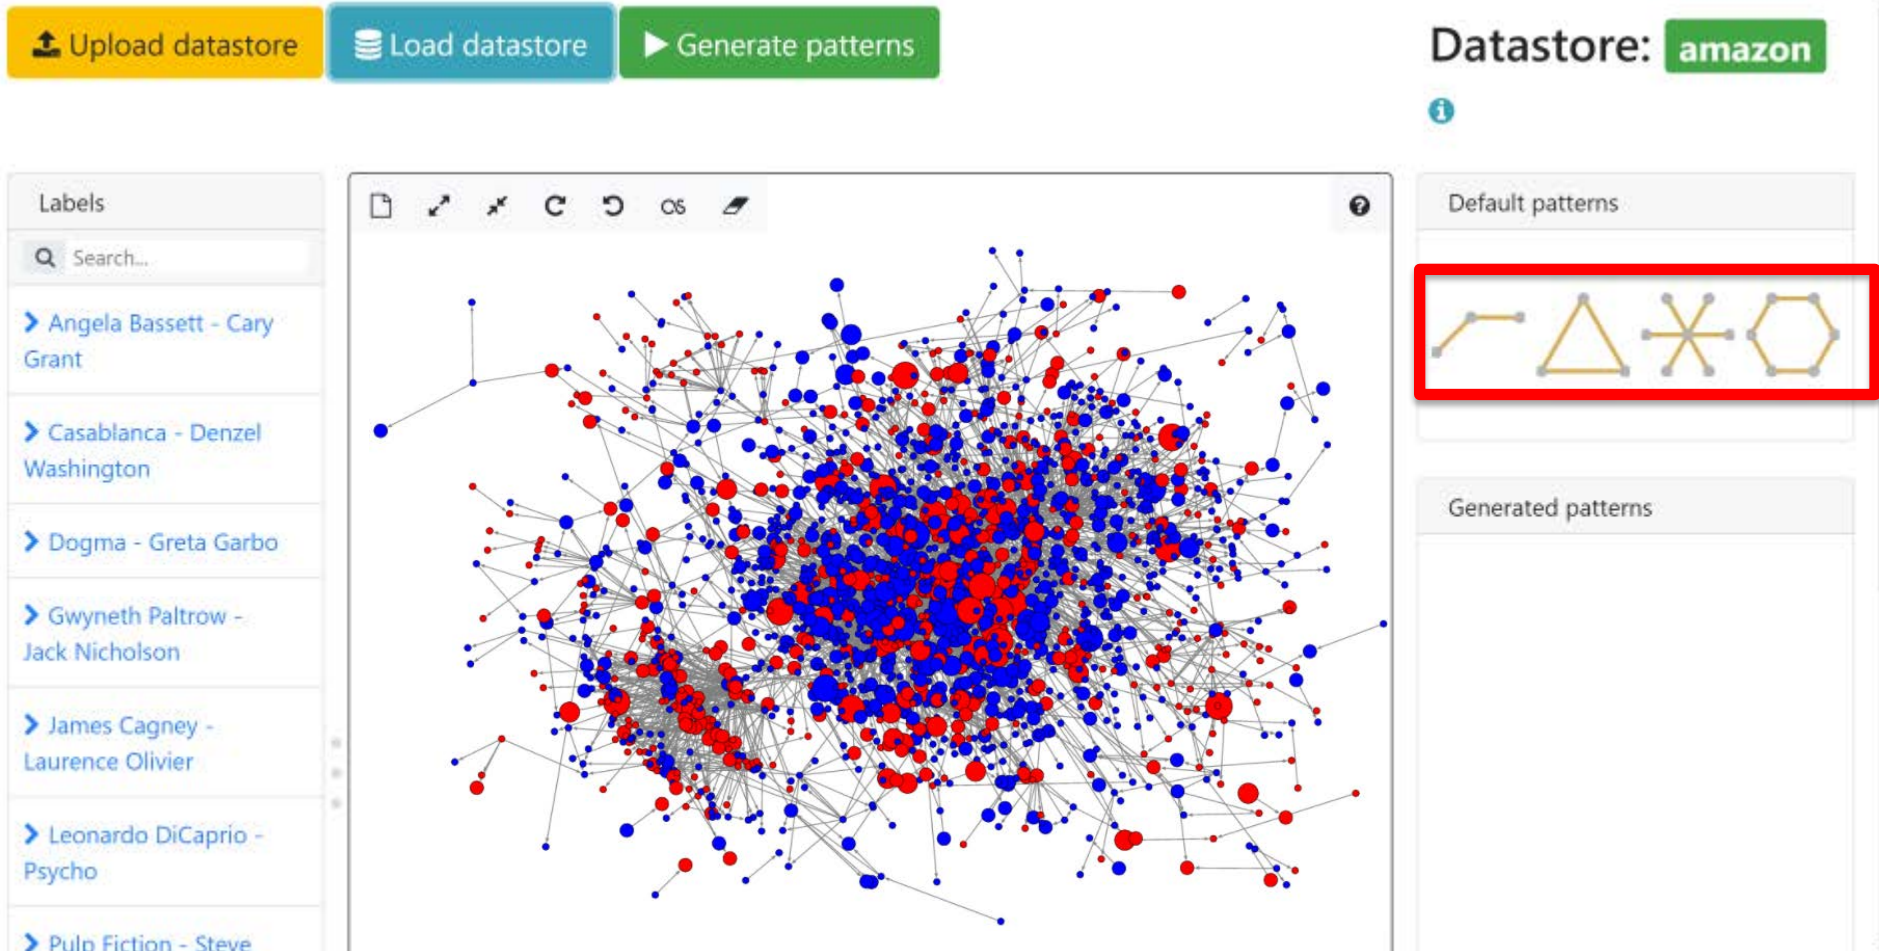 Upload datastore
Load datastore
Generate patterns
Datastore: amazon
Labels
Search...
Angela Bassett - Cary
Grant
Casablanca - Denzel
Washington
Dogma - Greta Garbo
Gwyneth Paltrow -
Jack Nicholson
James Cagney -
Laurence Olivier
Leonardo DiCaprio -
Psycho
Pulp Fiction - Steve
Default patterns
Generated patterns